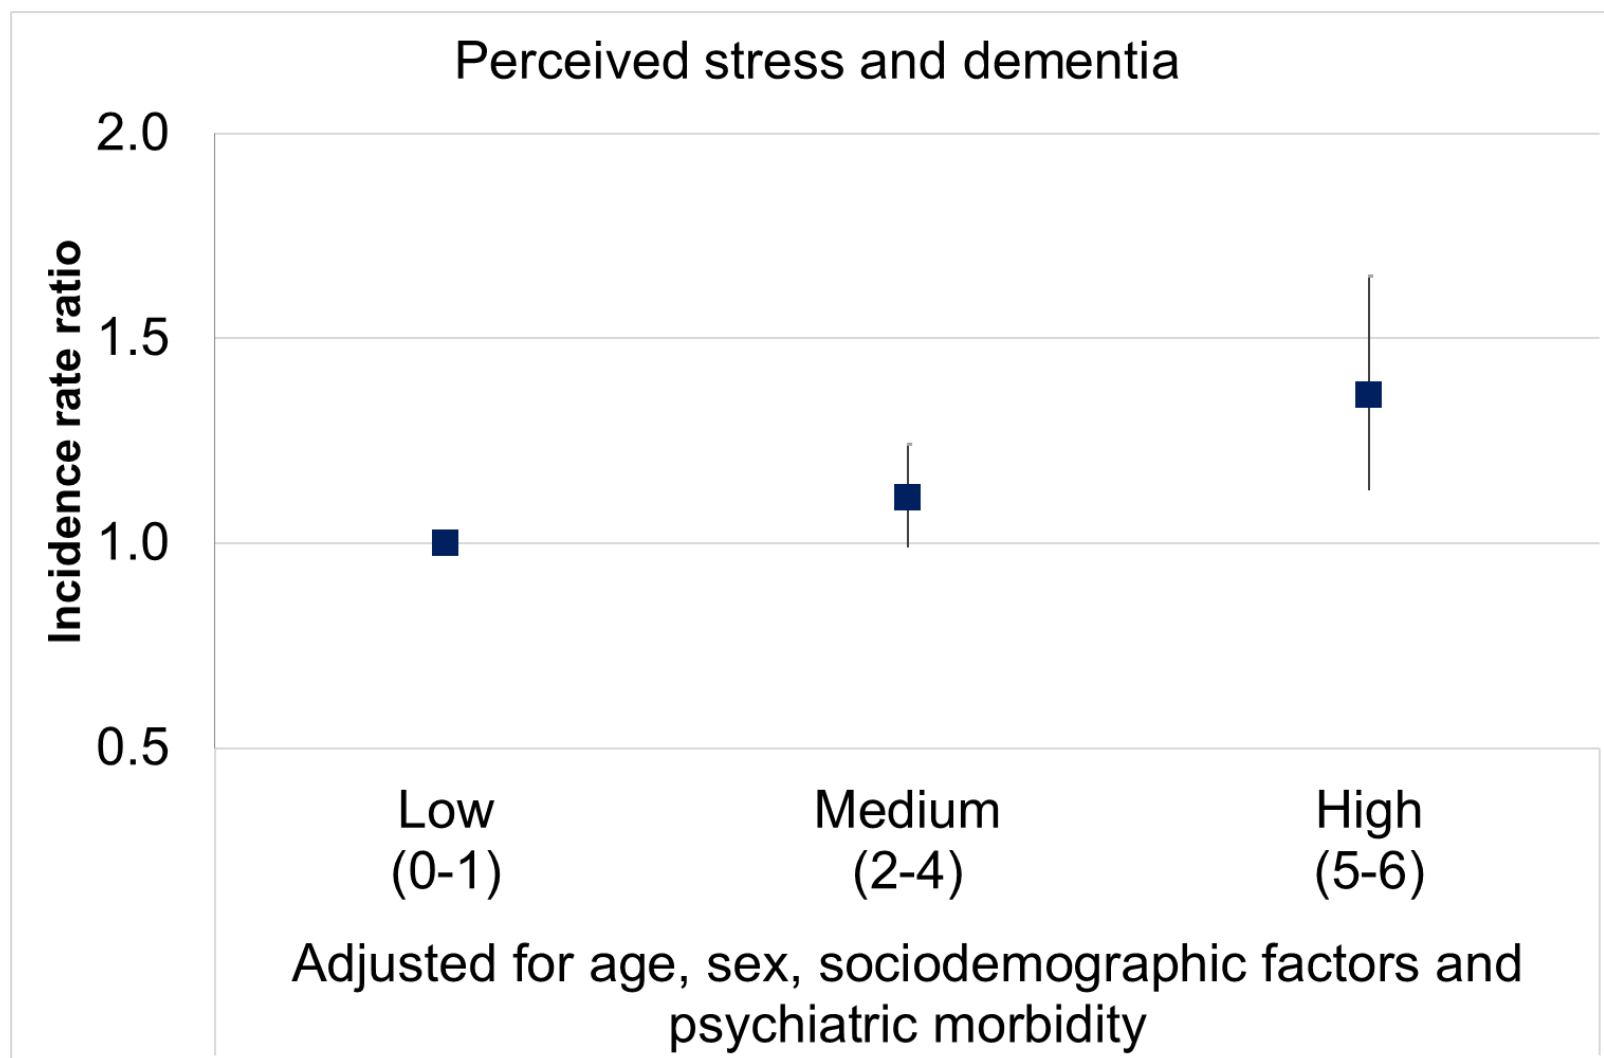 Perceived stress and dementia
Incidence rate ratio
2.0
1.5
1.0
0.5
Low
(0-1)
Medium
(2-4)
High
(5-6)
Adjusted for age, sex, sociodemographic factors and
psychiatric morbidity